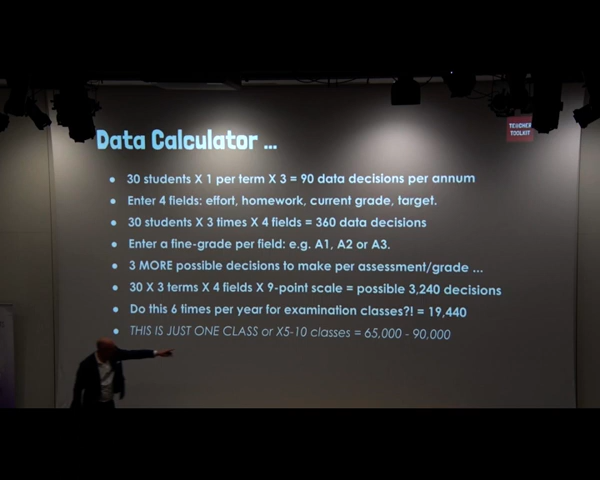 Data Calculator ...
TEACHER
TOOLKIT
• 30 students X 1 per term X 3 = 90 data decisions per annum
• Enter 4 fields: effort, homework, current grade, target.
• 30 students X 3 times X 4 fields = 360 data decisions
• Enter a fine-grade per field: e.g. A1, A2 or A3.
• 3 MORE possible decisions to make per assessment/grade ...
• 30 X 3 terms X 4 fields X 9-point scale = possible 3,240 decisions
• Do this 6 times per year for examination classes?! = 19,440
• THIS IS JUST ONE CLASS or X5-10 classes = 65,000 - 90,000